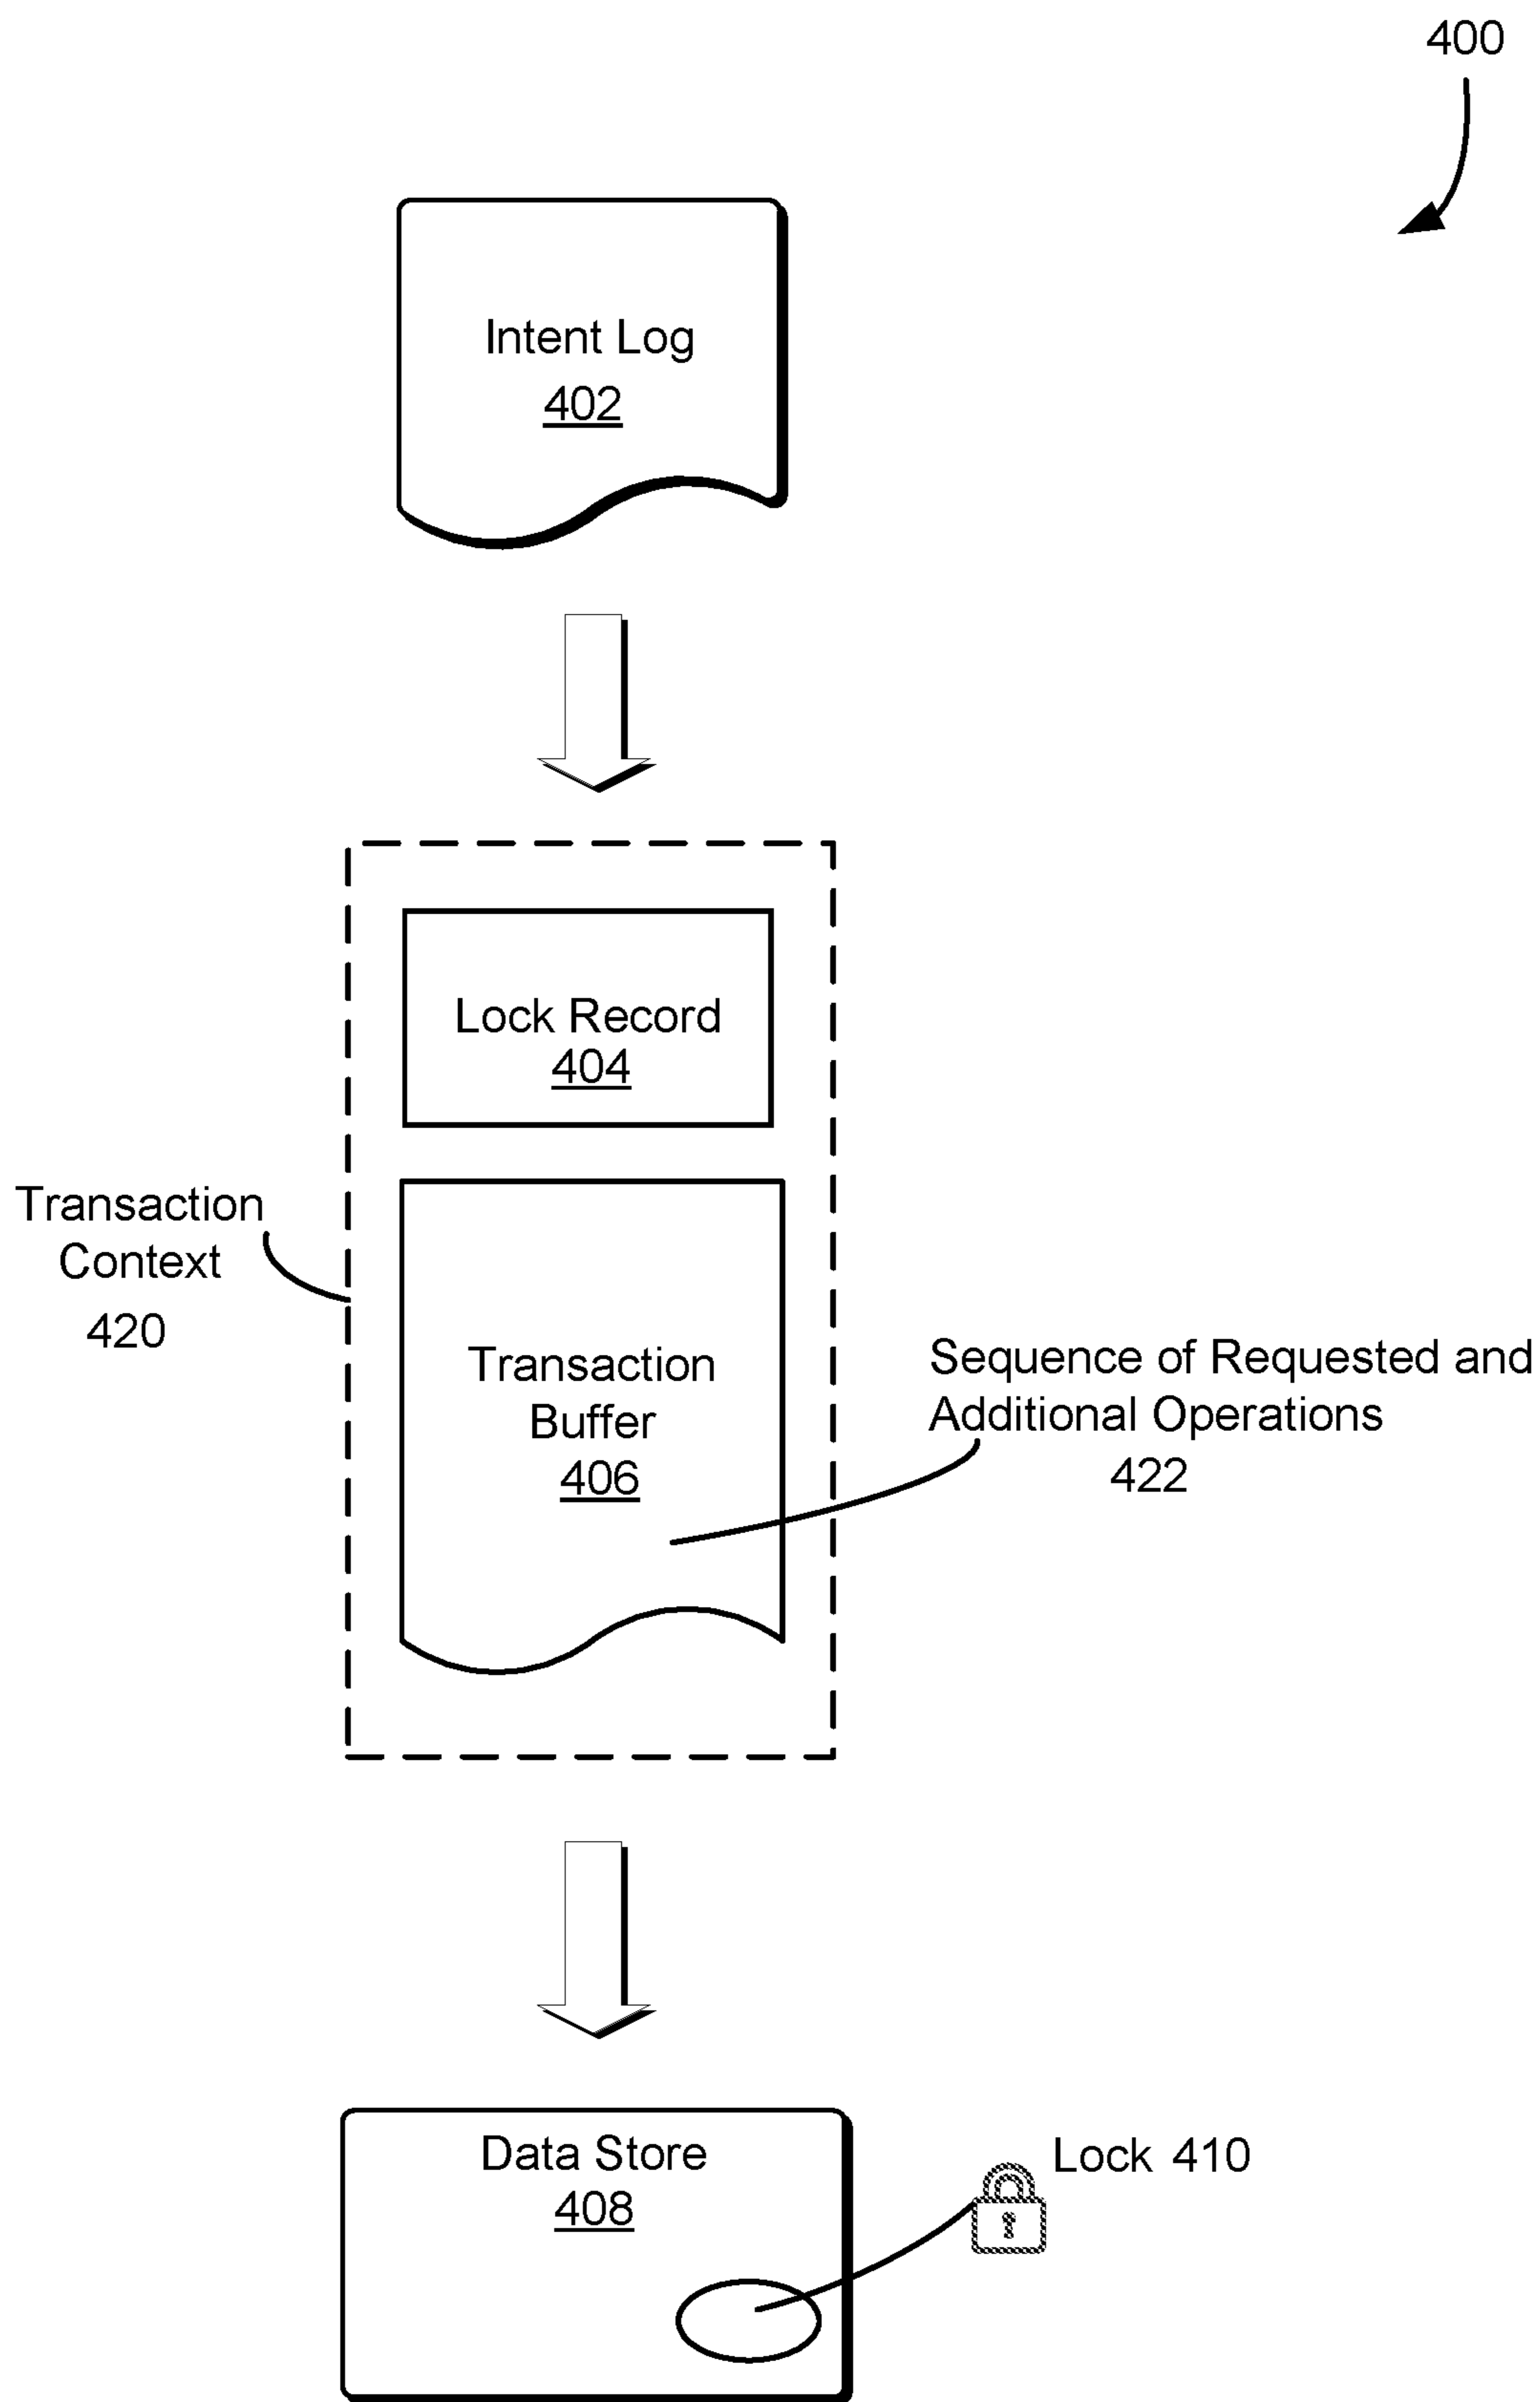 400
Intent Log
402
Lock Record
404
Transaction
Context
420
Transaction
Buffer
406
Sequence of Requested and
Additional Operations
422
Data Store
408
Lock 410